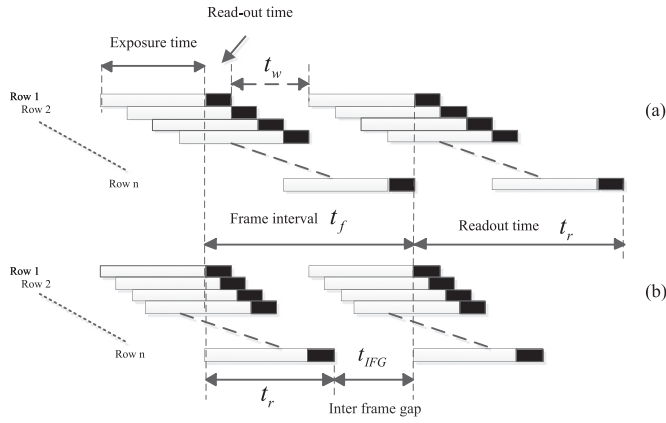 Read-out time
Exposure time
t_w
Row 1
Row 2
Row n
(a)
Frame interval t_f
Readout time t_r
Row 1
Row 2
Row n
(b)
t_IFG
t_r
Inter frame gap